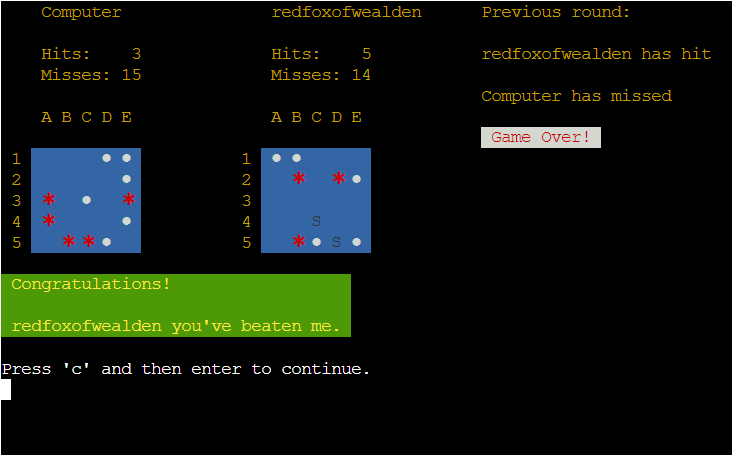 Computer redfoxofwealden Previous round:
Hits: 3 Hits: 5 redfoxofwealden has hit
Misses: 15 Misses: 14
Computer has missed
A B C D E A B C D E
Game Over!
1 ● ● 1 ● ●
2 ● 2 * * ●
3 * ● * 3
4 * ● 4 S
5 * * ● 5 * ● S ●
Congratulations!
redfoxofwealden you've beaten me.
Press 'c' and then enter to continue.